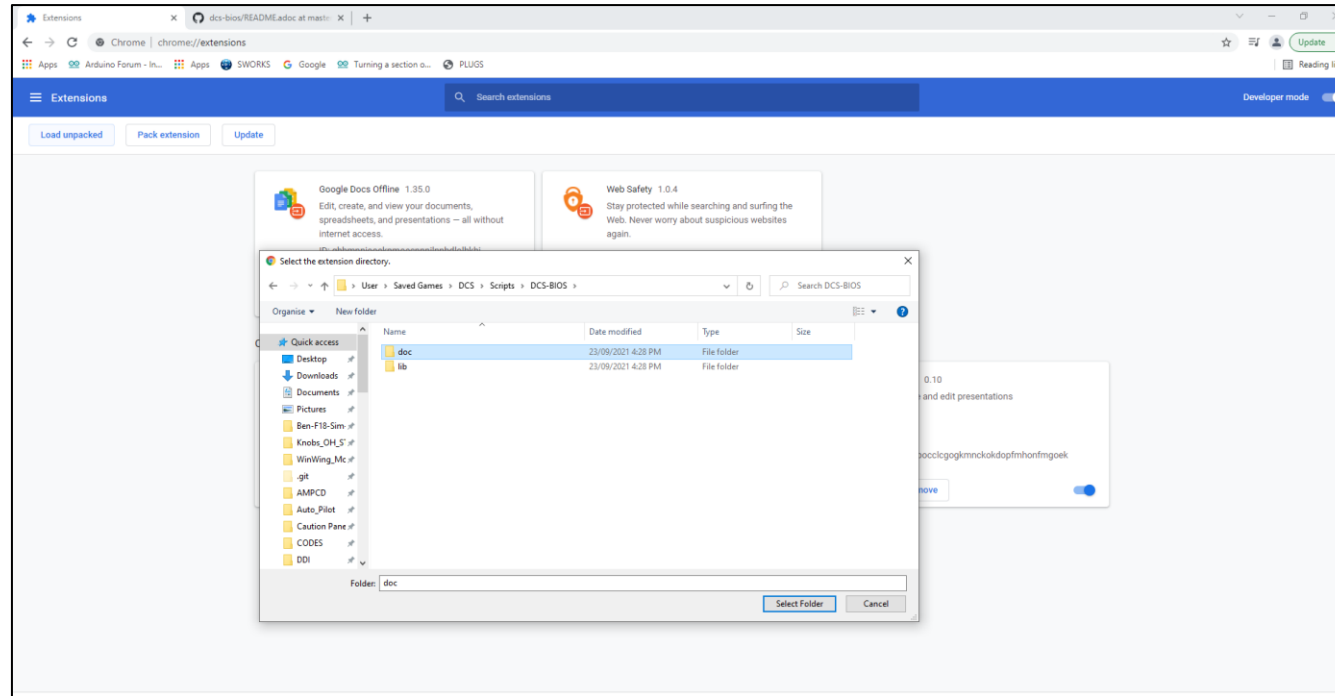 Extensions
dcs-bios/README.adoc at maste
Chrome | chrome://extensions
Update
Apps Arduino Forum - In... Apps SWORKS Google Turning a section o... PLUGS
Reading li
Extensions
Search extensions
Developer mode
Load unpacked Pack extension Update
Google Docs Offline 1.35.0
Edit, create, and view your documents,
spreadsheets, and presentations — all without
internet access.
Web Safety 1.0.4
Stay protected while searching and surfing the
Web. Never worry about suspicious websites
again.
Select the extension directory.
User > Saved Games > DCS > Scripts > DCS-BIOS >
Search DCS-BIOS
Organise New folder
Name Date modified Type Size
Quick access
doc 23/09/2021 4:28 PM File folder
Desktop
lib 23/09/2021 4:28 PM File folder
Downloads
Documents
Pictures
Ben-F18-Sim-
Knobs_OH_S
WinWing_Mc
.git
AMPCD
Auto_Pilot
Caution Pane
CODES
DDI
0.10
and edit presentations
Folder: doc
Select Folder Cancel